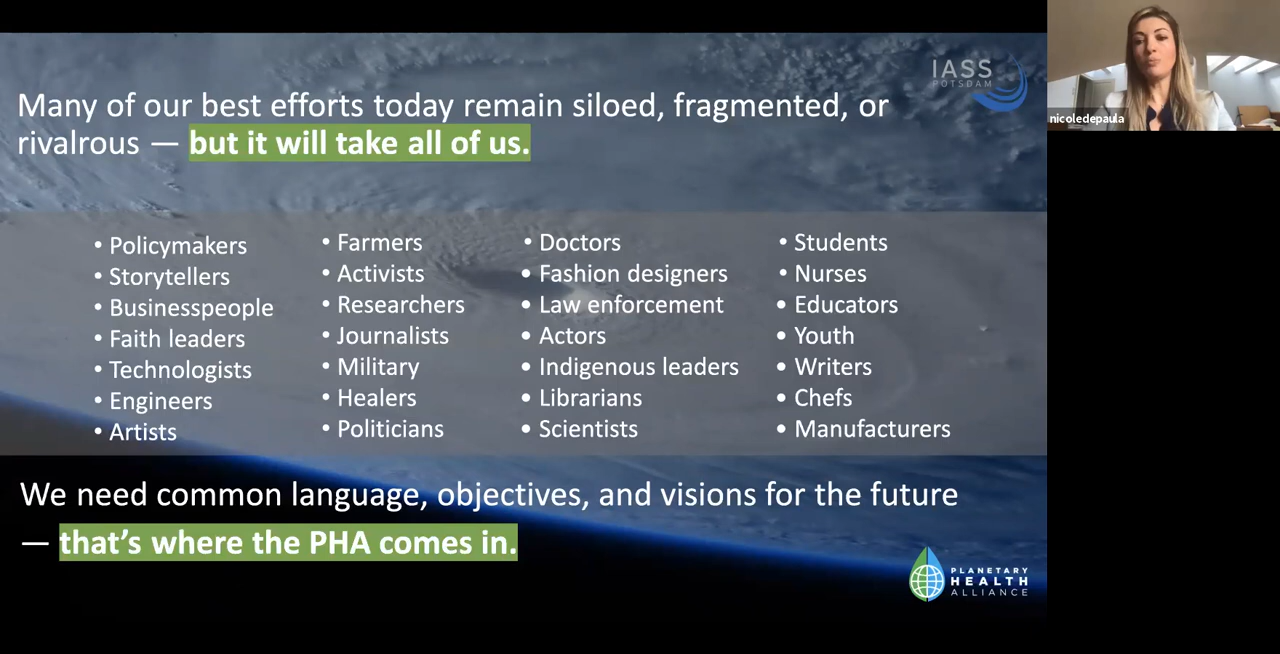 IASS
POTSDAM
Many of our best efforts today remain siloed, fragmented, or
rivalrous — but it will take all of us.
• Policymakers
• Storytellers
• Businesspeople
• Faith leaders
• Technologists
• Engineers
• Artists
• Farmers
• Activists
• Researchers
• Journalists
• Military
• Healers
• Politicians
• Doctors
• Fashion designers
• Law enforcement
• Actors
• Indigenous leaders
• Librarians
• Scientists
• Students
• Nurses
• Educators
• Youth
• Writers
• Chefs
• Manufacturers
We need common language, objectives, and visions for the future
— that’s where the PHA comes in.
PLANETARY
HEALTH
ALLIANCE
nicoledepaula